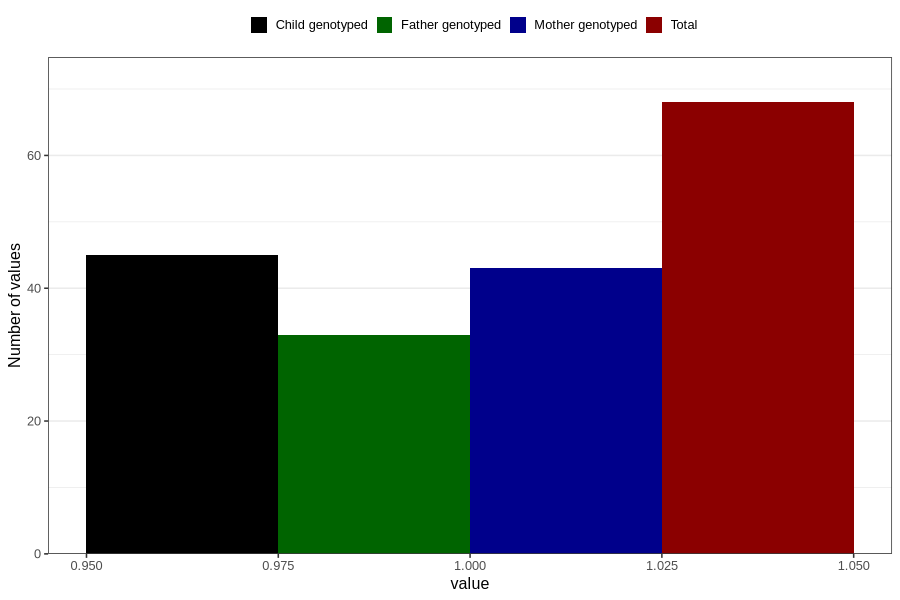 Child genotyped Father genotyped Mother genotyped Total
Number of values
60
40
20
0
0.950 0.975 1.000 1.025 1.050
value